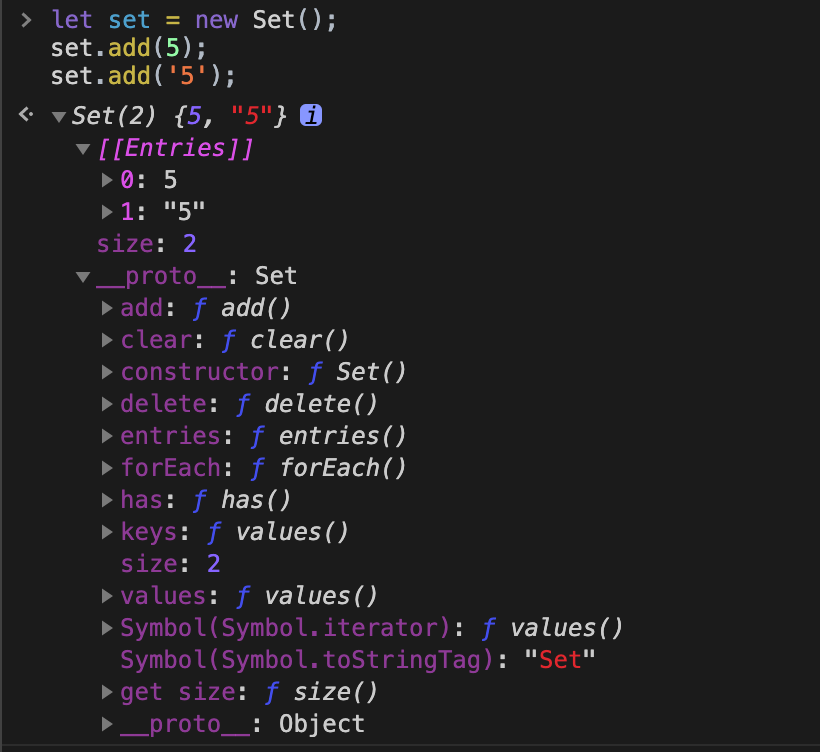 > let set = new Set();
set.add(5);
set.add('5');
Set(2) {5, "5"} i
[[Entries]]
0: 5
1: "5"
size: 2
__proto__: Set
add: ƒ add()
clear: ƒ clear()
constructor: ƒ Set()
delete: ƒ delete()
entries: ƒ entries()
forEach: ƒ forEach()
has: ƒ has()
keys: ƒ values()
size: 2
values: ƒ values()
Symbol(Symbol.iterator): ƒ values()
Symbol(Symbol.toStringTag): "Set"
get size: ƒ size()
__proto__: Object